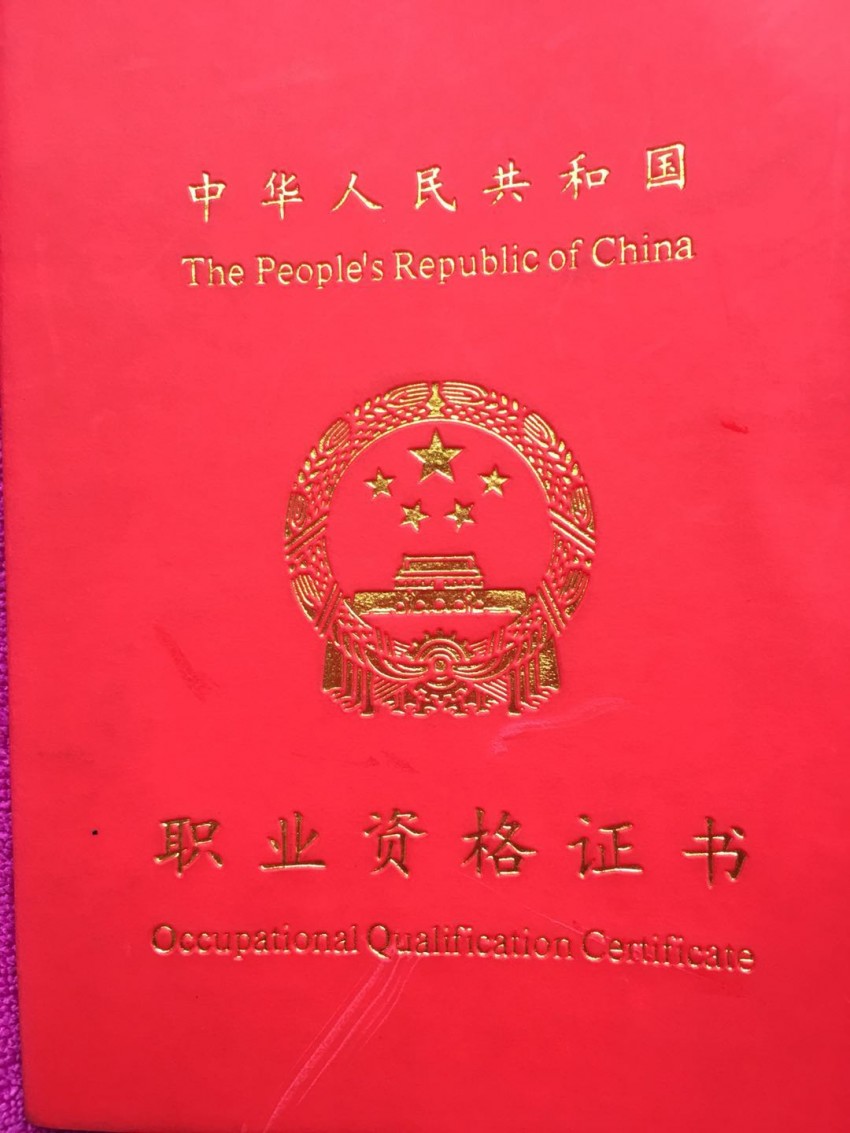 中华人民共和国
The People's Republic of China
职业资格证书
Occupational Qualification Certificate